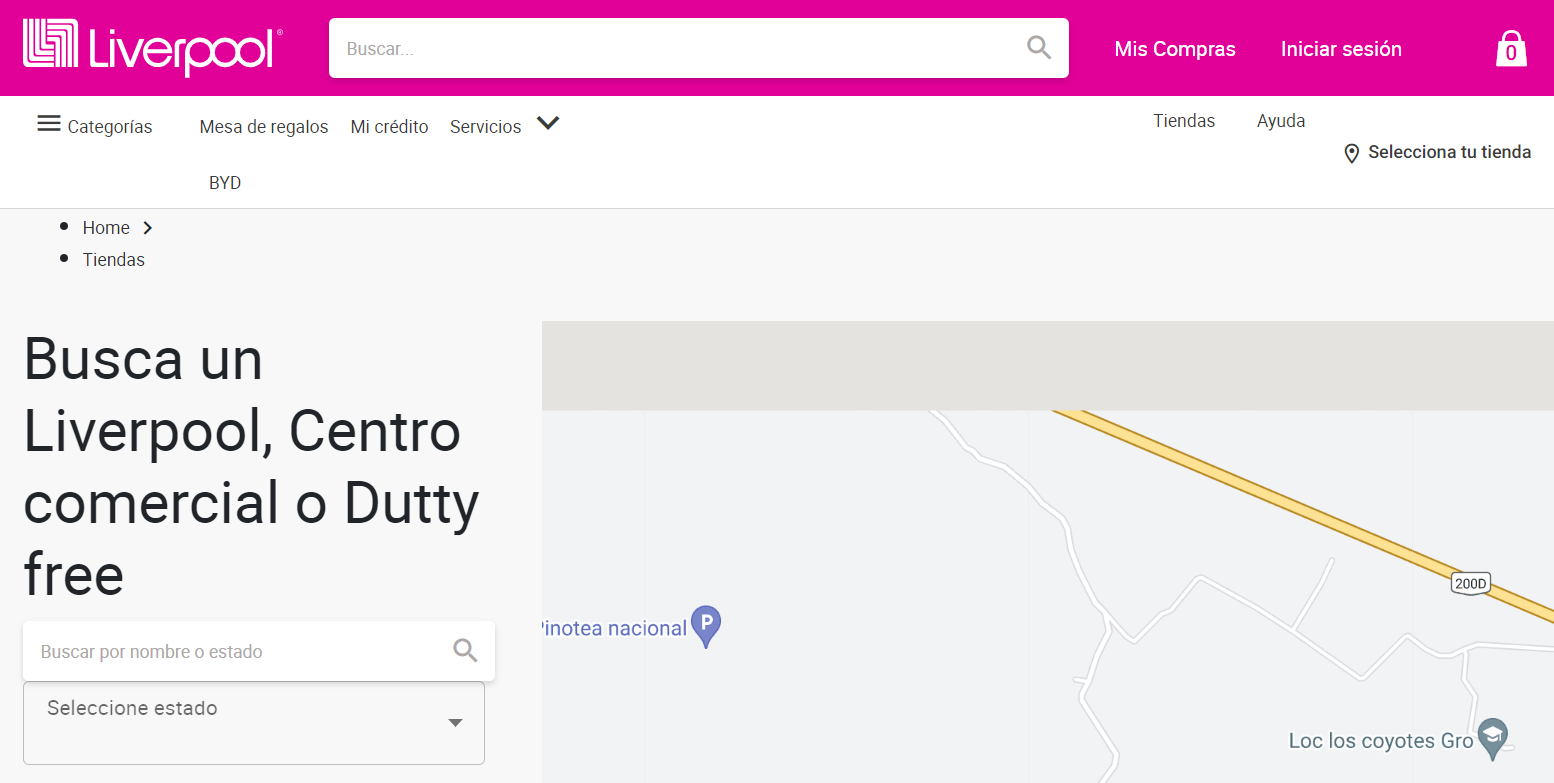 Liverpool®
Buscar...
Mis Compras
Iniciar sesión
0
Categorías
Mesa de regalos
Mi crédito
Servicios
Tiendas
Ayuda
Selecciona tu tienda
BYD
Home
Tiendas
Busca un
Liverpool, Centro
comercial o Dutty
free
Buscar por nombre o estado
Seleccione estado
200D
Pinotea nacional
P
Loc los coyotes Gro